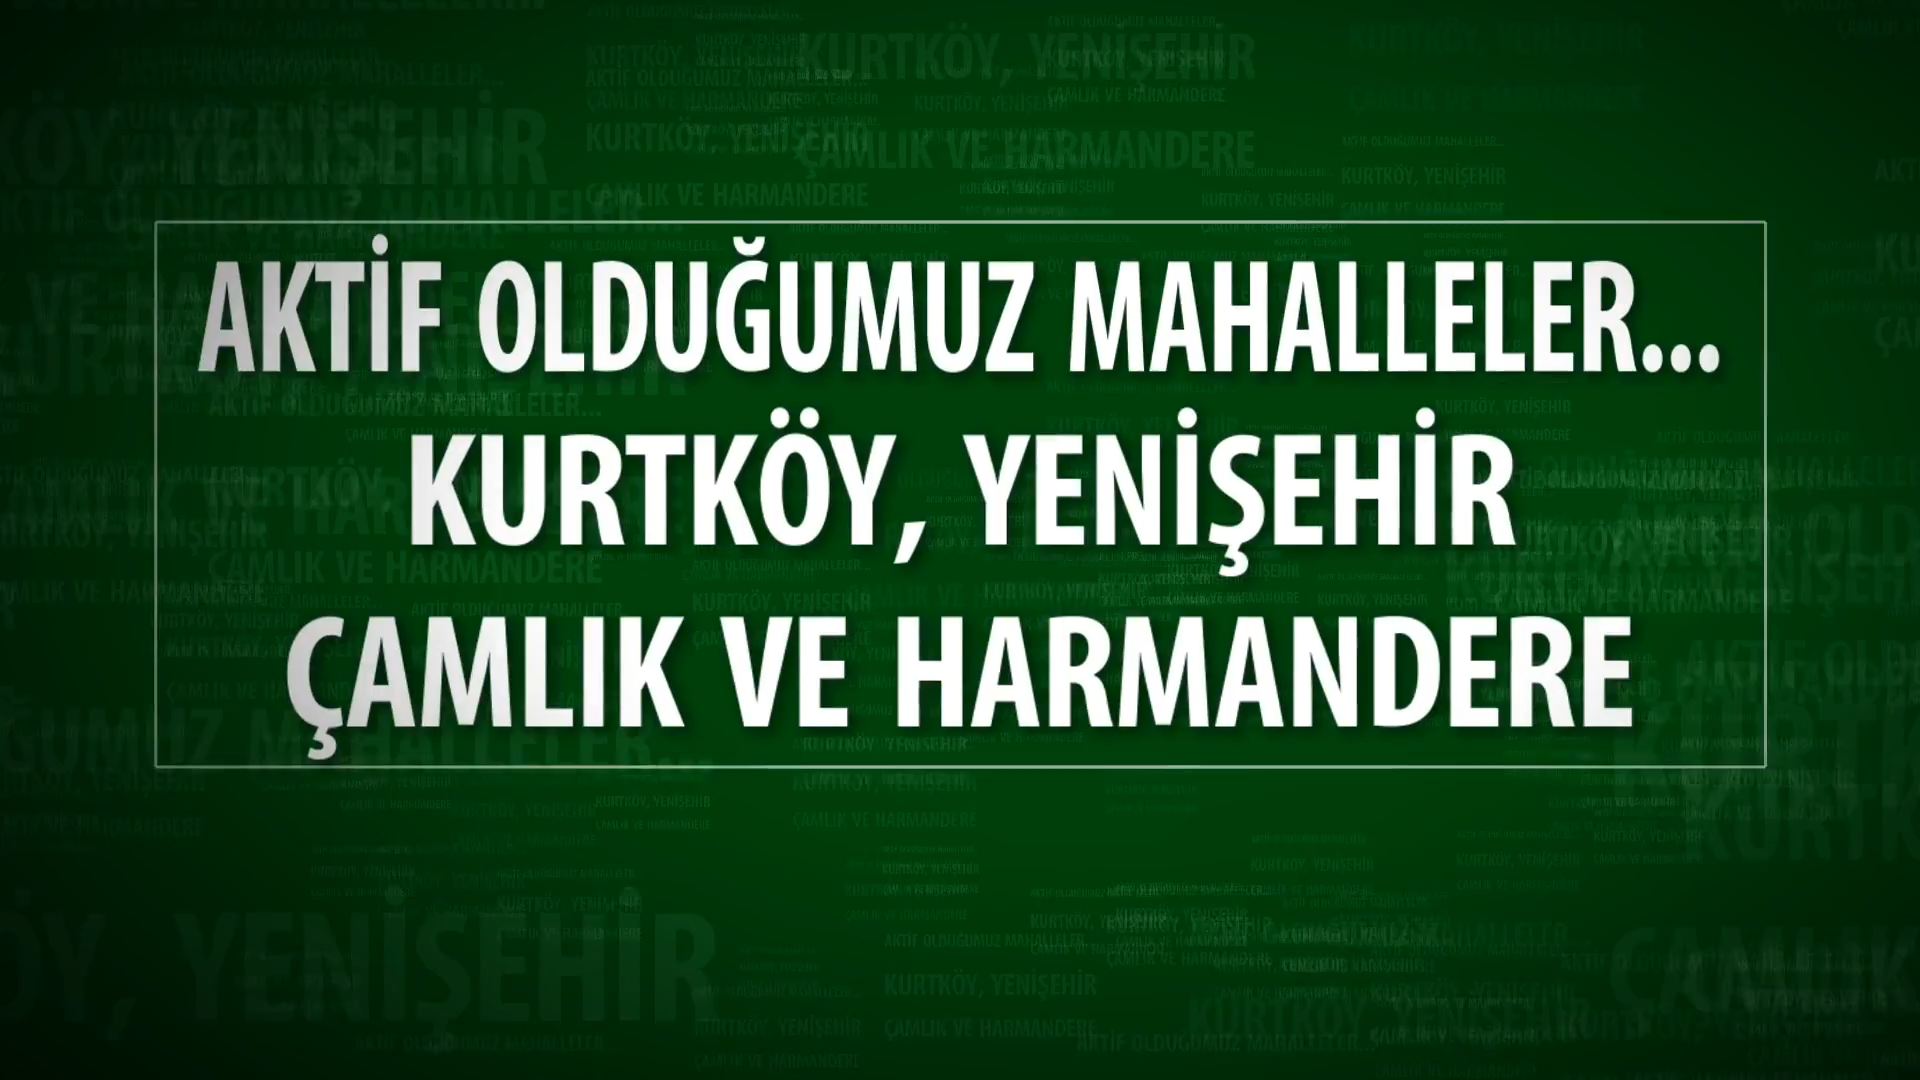 AKTİF OLDUĞUMUZ MAHALLELER...
KURTKÖY, YENİŞEHİR
ÇAMLIK VE HARMANDERE